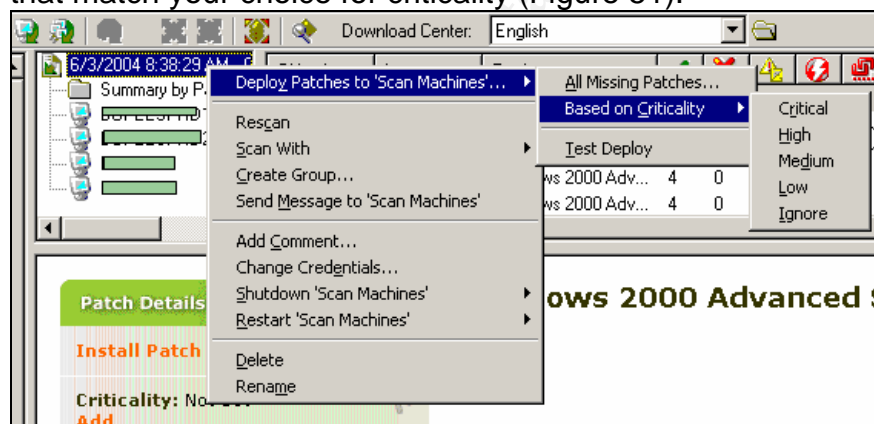 that match your choice for criticality (Figure 31).
Download Center: English
6/3/2004 8:38:29 AM
Summary by P
Deploy Patches to 'Scan Machines'...
Rescan
Scan With
Create Group...
Send Message to 'Scan Machines'
Add Comment...
Change Credentials...
Shutdown 'Scan Machines'
Restart 'Scan Machines'
Delete
Rename
All Missing Patches...
Based on Criticality
Test Deploy
Critical
High
Medium
Low
Ignore
ws 2000 Adv... 4 0
ws 2000 Adv... 4 0
Patch Details
Install Patch
Criticality: No
Add
ows 2000 Advanced